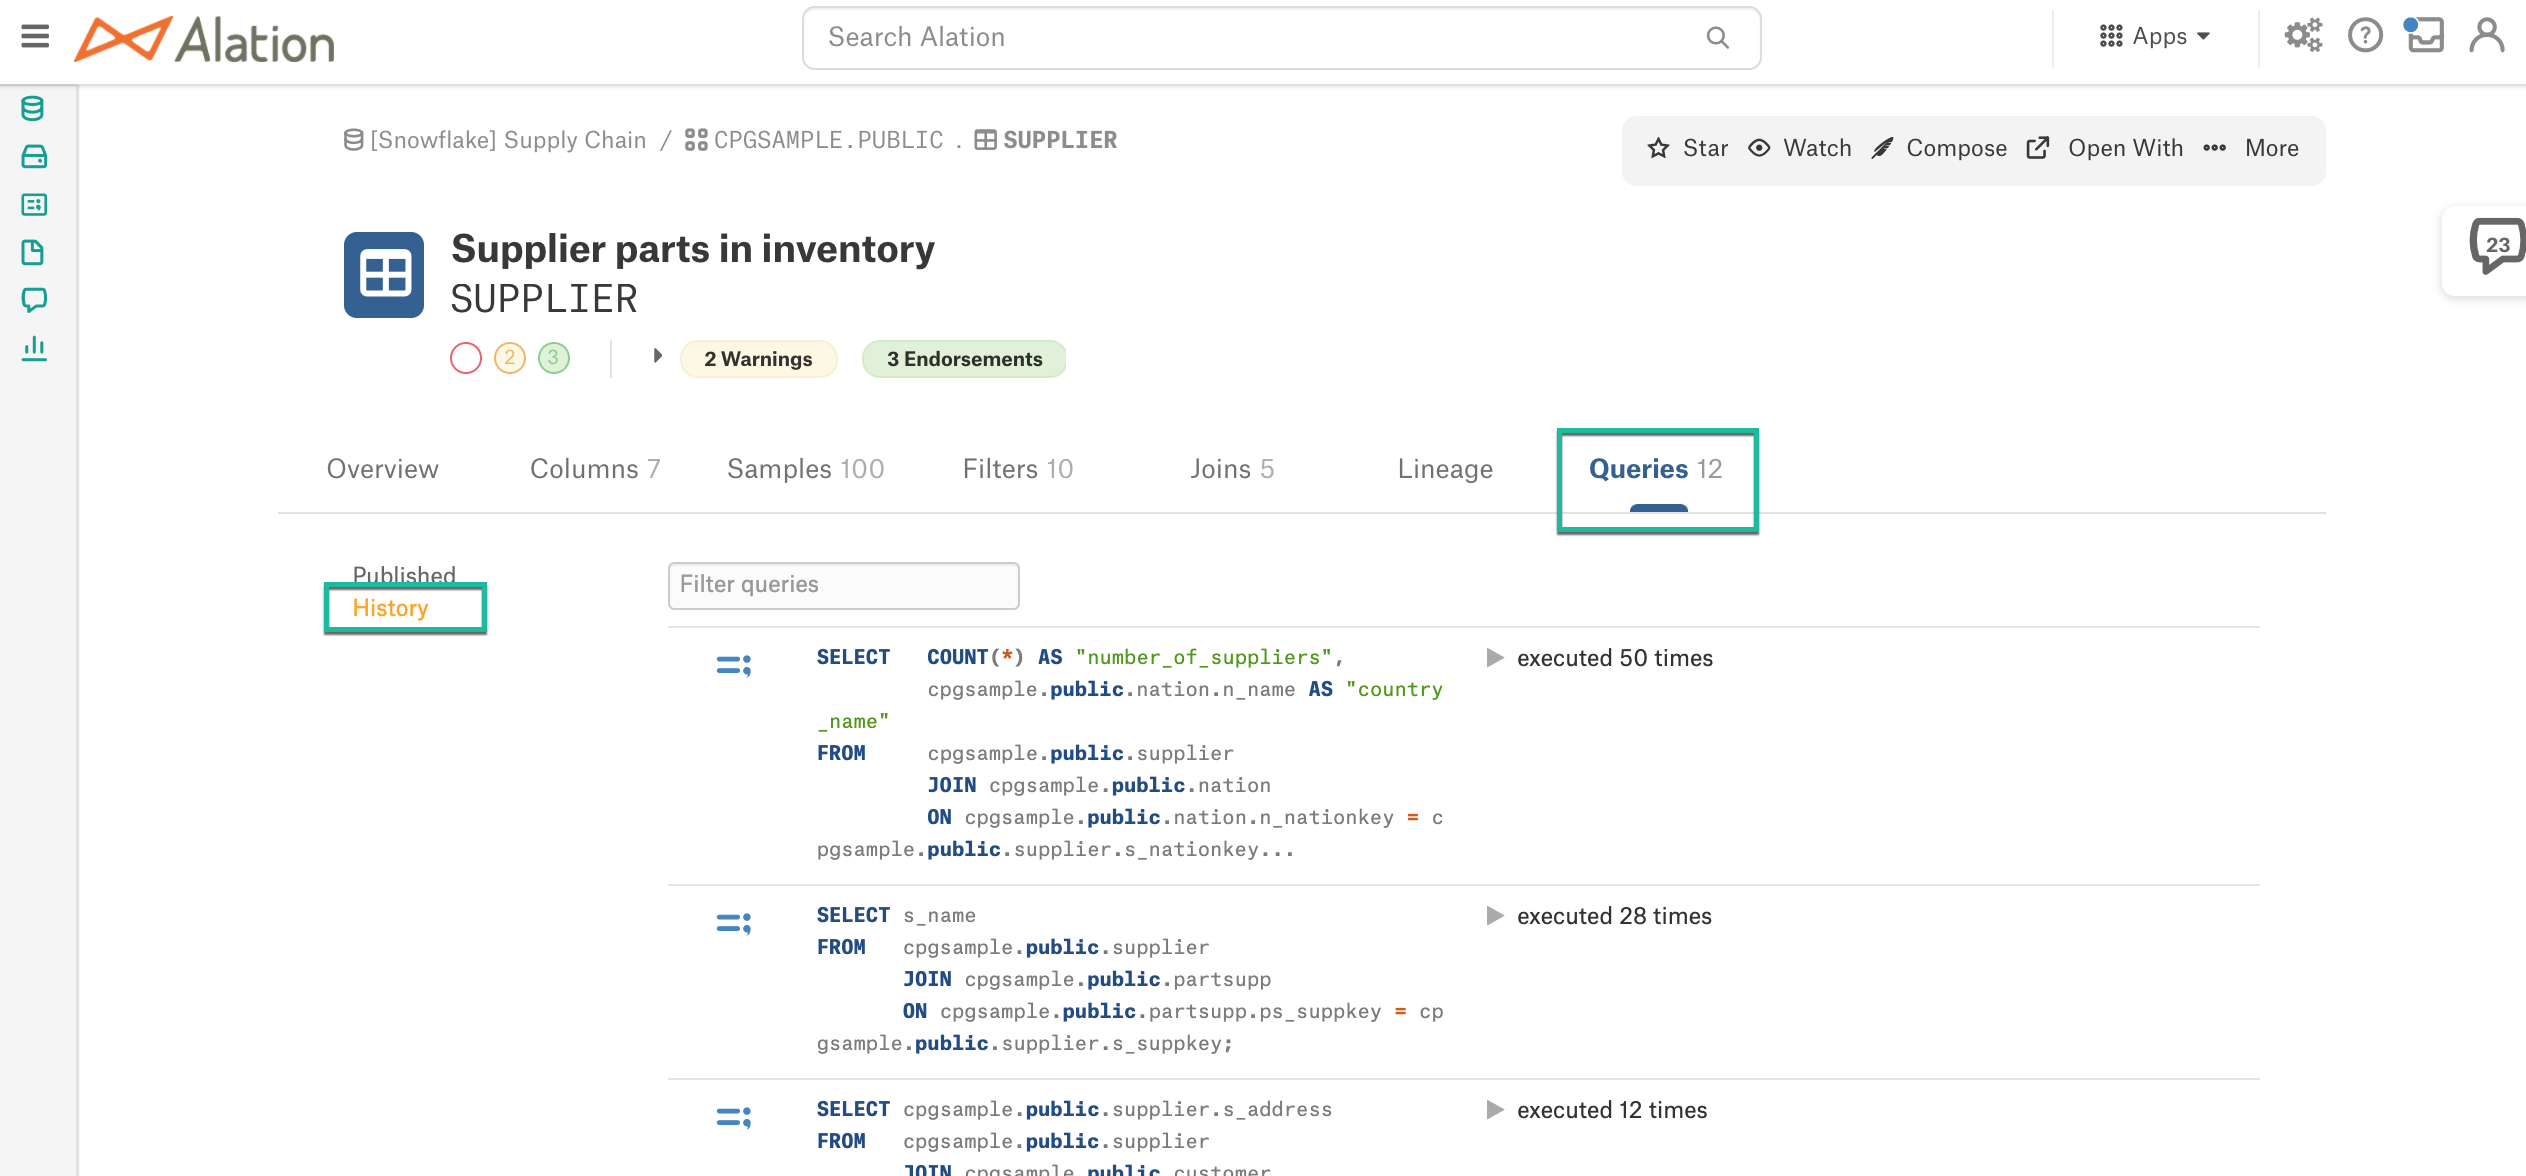 Alation
Search Alation
Apps
[Snowflake] Supply Chain / CPGSAMPLE.PUBLIC . SUPPLIER
Star Watch Compose Open With More
23
Supplier parts in inventory
SUPPLIER
2 3 2 Warnings 3 Endorsements
Overview Columns 7 Samples 100 Filters 10 Joins 5 Lineage Queries 12
Published
History
Filter queries
SELECT COUNT(*) AS "number_of_suppliers",
cpgsample.public.nation.n_name AS "country
_name"
FROM cpgsample.public.supplier
JOIN cpgsample.public.nation
ON cpgsample.public.nation.n_nationkey = c
pgsample.public.supplier.s_nationkey...
executed 50 times
SELECT s_name
FROM cpgsample.public.supplier
JOIN cpgsample.public.partsupp
ON cpgsample.public.partsupp.ps_suppkey = cp
gsample.public.supplier.s_suppkey;
executed 28 times
SELECT cpgsample.public.supplier.s_address
FROM cpgsample.public.supplier
JOIN cpgsample.public.customer
executed 12 times